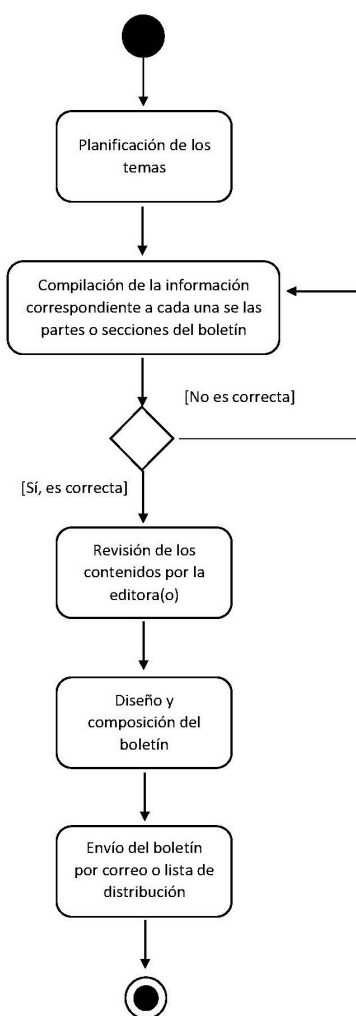 Planificación de los
temas
Compilación de la información
correspondiente a cada una se las
partes o secciones del boletín
[No es correcta]
[Sí, es correcta]
Revisión de los
contenidos por la
editora(o)
Diseño y
composición del
boletín
Envío del boletín
por correo o lista de
distribución